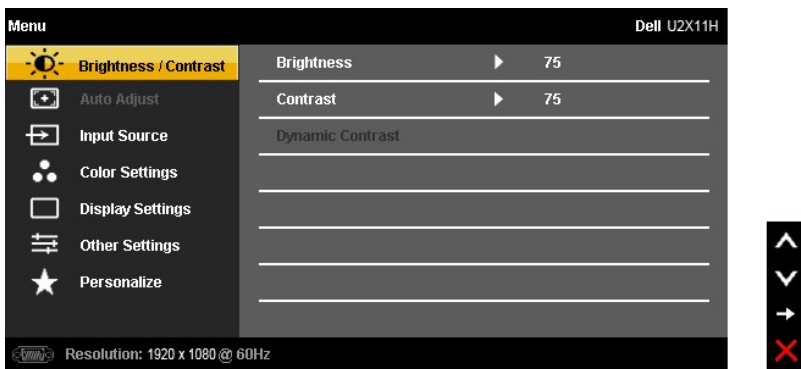 Menu Dell U2X11H
Brightness / Contrast Brightness 75
Auto Adjust Contrast 75
Input Source Dynamic Contrast
Color Settings
Display Settings
Other Settings
Personalize
Resolution: 1920 x 1080 @ 60Hz